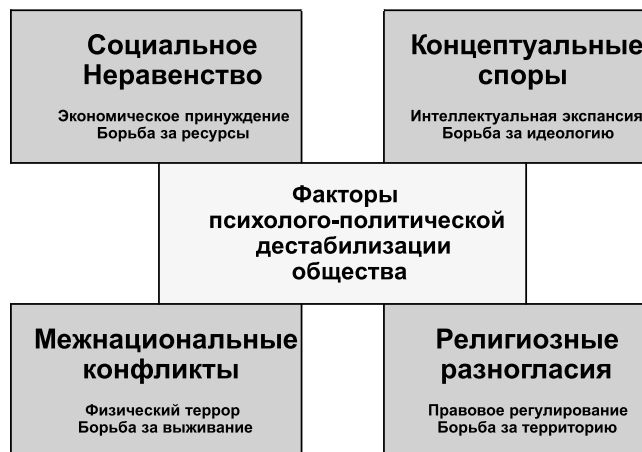 Социальное
Неравенство
Экономическое принуждение
Борьба за ресурсы
Концептуальные
споры
Интеллектуальная экспансия
Борьба за идеологию
Факторы
психолого-политической
дестабилизации
общества
Межнациональные
конфликты
Физический террор
Борьба за выживание
Религиозные
разногласия
Правовое регулирование
Борьба за территорию